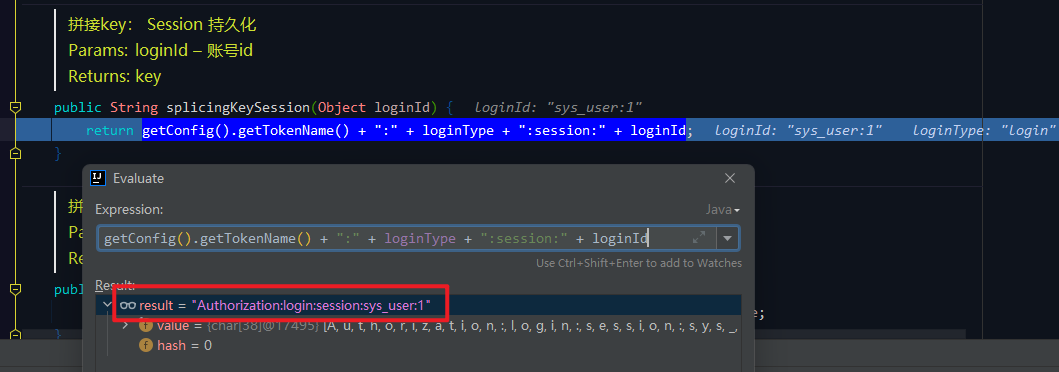 拼接key： Session 持久化
Params: loginId – 账号id
Returns: key
public String splicingKeySession(Object loginId) { loginId: "sys_user:1"
return getConfig().getTokenName() + ":" + loginType + ":session:" + loginId; loginId: "sys_user:1" loginType: "login"
}
拼
Pa
Re
pu
e;
}
Evaluate
Expression:
Java
getConfig().getTokenName() + ":" + loginType + ":session:" + loginId
Use Ctrl+Shift+Enter to add to Watches
Result:
result = "Authorization:login:session:sys_user:1"
value = {char[38]@17495} [A, u, t, h, o, r, i, z, a, t, i, o, n, :, l, o, g, i, n, :, s, e, s, s, i, o, n, :, s, y, s, _,
hash = 0